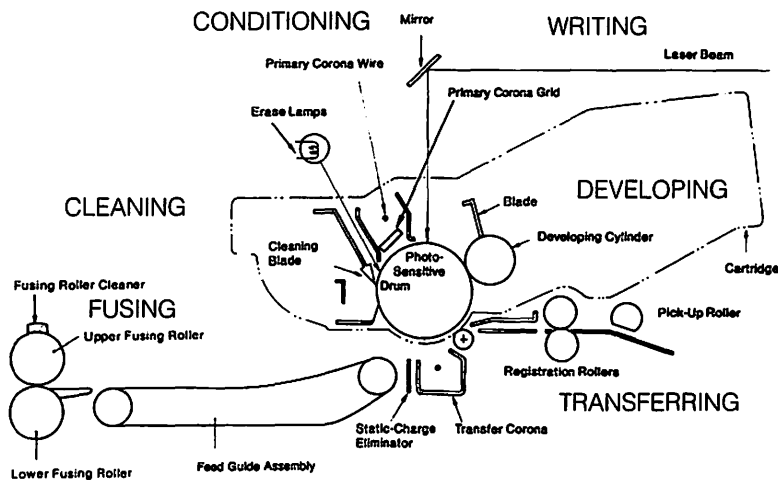 CONDITIONING
Mirror
WRITING
Laser Beam
Primary Corona Wire
Primary Corona Grid
Erase Lamps
DEVELOPING
CLEANING
Blade
Developing Cylinder
Cleaning
Blade
Photo-
Sensitive
Drum
Cartridge
Fusing Roller Cleaner
FUSING
Upper Fusing Roller
Pick-Up Roller
Registration Rollers
TRANSFERRING
Static-Charge
Eliminator
Transfer Corona
Lower Fusing Roller
Feed Guide Assembly